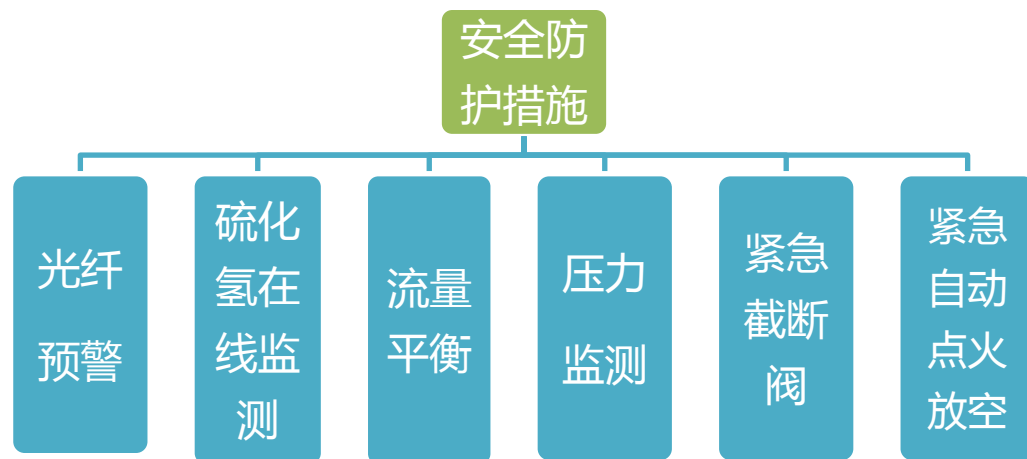 安全防
护措施
光纤
预警
硫化
氢在
线监
测
流量
平衡
压力
监测
紧急
截断
阀
紧急
自动
点火
放空